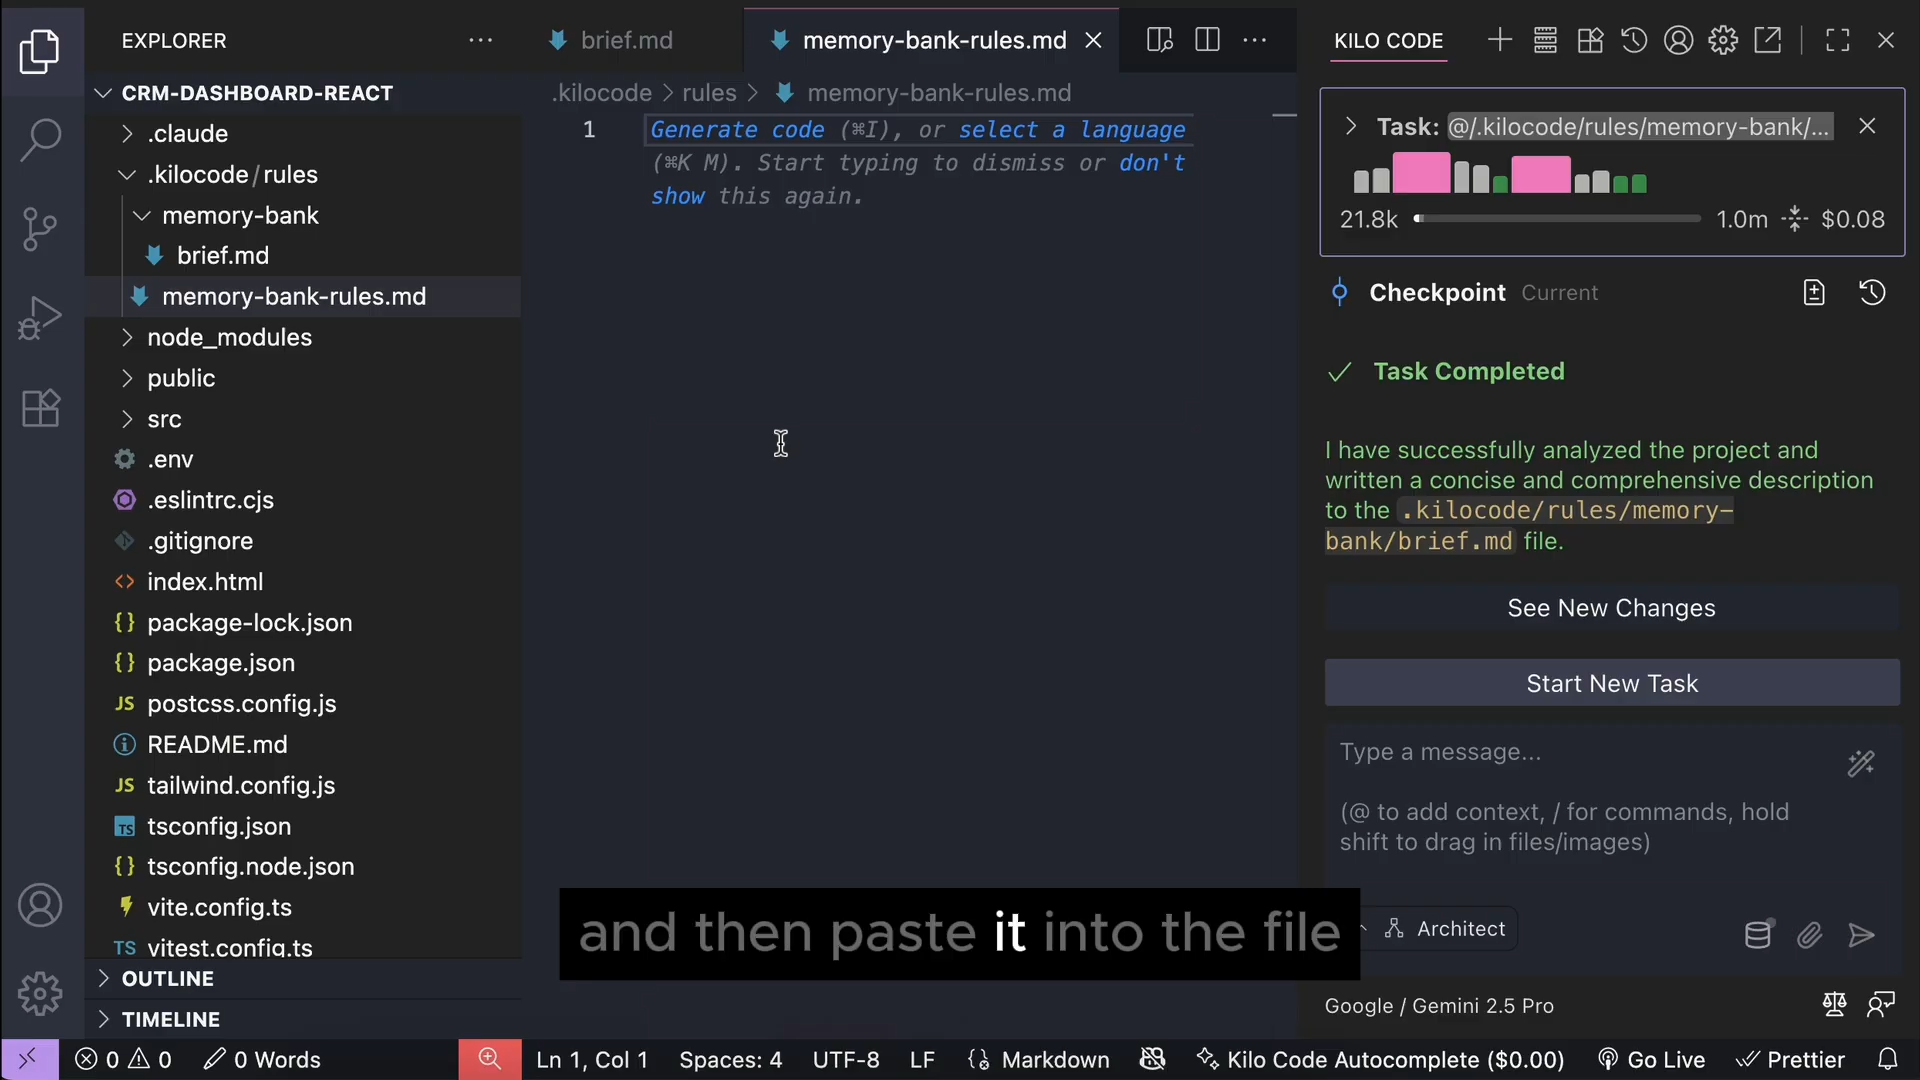 EXPLORER
CRM-DASHBOARD-REACT
.claude
.kilocode / rules
memory-bank
brief.md
memory-bank-rules.md
node_modules
public
src
.env
.eslintrc.cjs
.gitignore
index.html
package-lock.json
package.json
postcss.config.js
README.md
tailwind.config.js
tsconfig.json
tsconfig.node.json
vite.config.ts
vitest.config.ts
OUTLINE
TIMELINE
brief.md
memory-bank-rules.md
.kilocode > rules > memory-bank-rules.md
1
Generate code (⌘I), or select a language
(⌘K M). Start typing to dismiss or don't
show this again.
KILO CODE
Task: @/.kilocode/rules/memory-bank/...
21.8k 1.0m $0.08
Checkpoint Current
Task Completed
I have successfully analyzed the project and
written a concise and comprehensive description
to the .kilocode/rules/memory-
bank/brief.md file.
See New Changes
Start New Task
Type a message...
(@ to add context, / for commands, hold
shift to drag in files/images)
Architect
Google / Gemini 2.5 Pro
and then paste it into the file
0 0 0 Words Ln 1, Col 1 Spaces: 4 UTF-8 LF Markdown Kilo Code Autocomplete ($0.00) Go Live Prettier